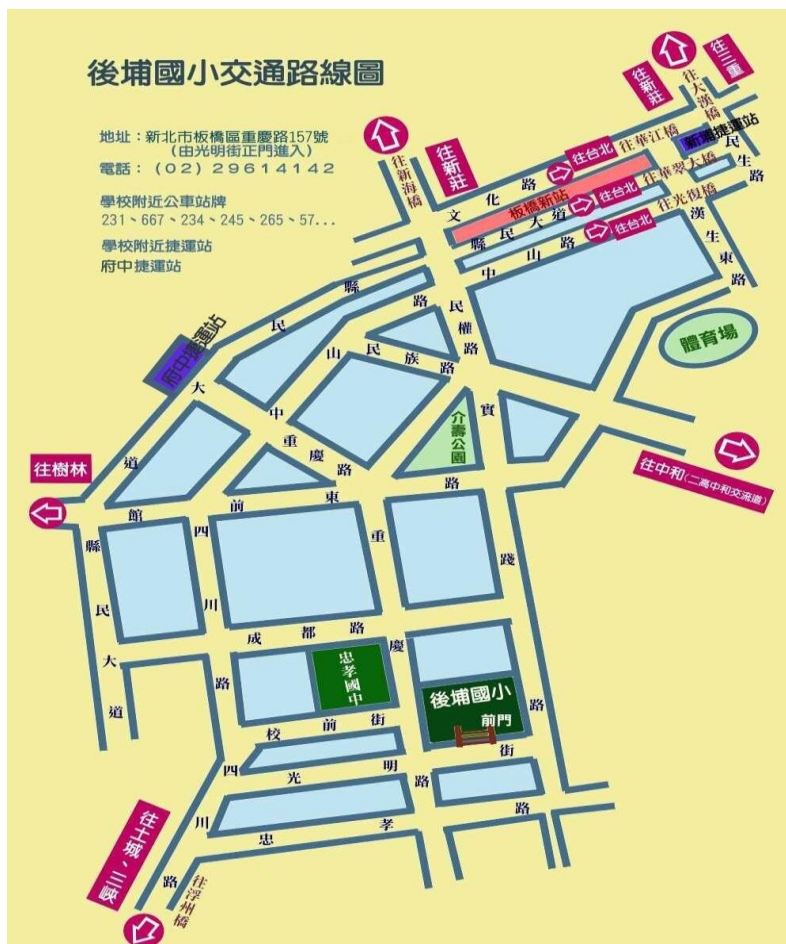 後埔國小交通路線圖
地址：新北市板橋區重慶路157號
(由光明街正門進入)
電話：(02) 29614142
學校附近公車站牌
231、667、234、245、265、57...
學校附近捷運站
府中捷運站
往新莊
往三重
往大漢橋
往新莊
往新海橋
新埔捷運站
民生路
往台北
往華江橋
文化路
板橋新站
往台北
往華翠大橋
縣民大道
往台北
往光復橋
中山路
漢生東路
體育場
府中捷運站
縣民大道
中山路
民族路
民權路
重慶路
介壽公園
實踐路
往中和(二高中和交流道)
往樹林
館前東路
縣民大道
四川路
成都路
重慶路
忠孝國中
後埔國小
前門
校前街
光明街
四川路
忠孝路
往土城、三峽
往浮州橋